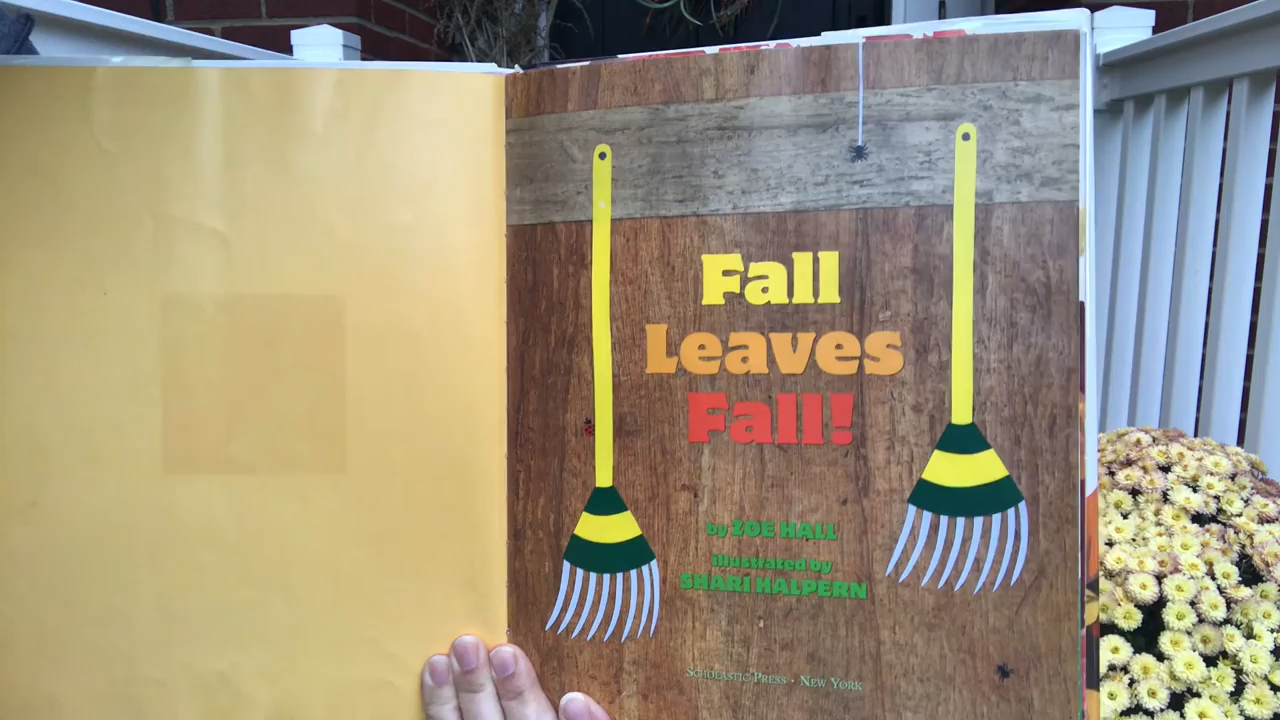 Fall
Leaves
Fall!
by ZOE HALL
illustrated by
SHARI HALPERN
SCHOLASTIC PRESS · NEW YORK